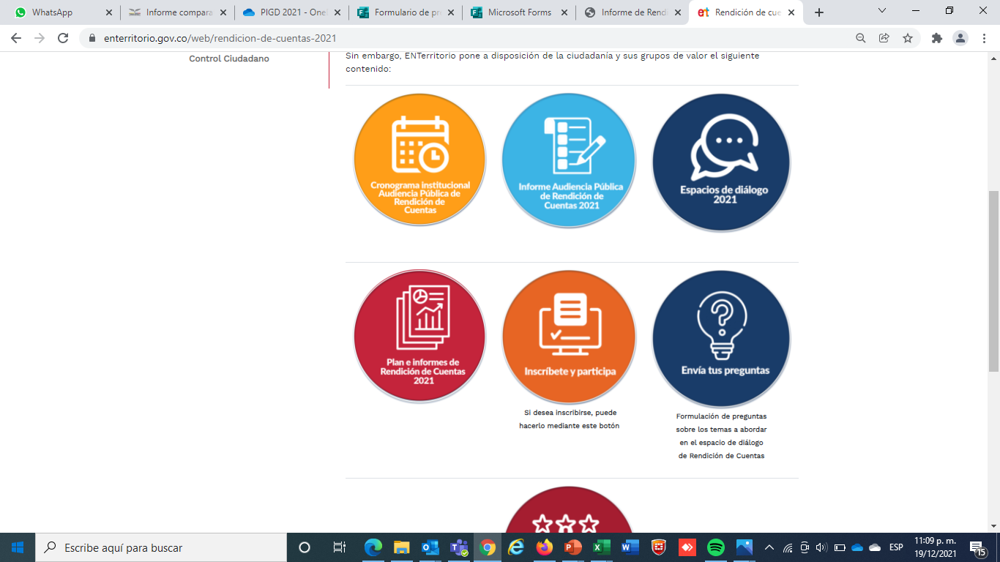 WhatsApp
Informe compara
PIGD 2021 - One
Formulario de pr
Microsoft Forms
Informe de Rend
et
Rendición de cue
enterritorio.gov.co/web/rendicion-de-cuentas-2021
Control Ciudadano
Sin embargo, ENTerritorio pone a disposición de la ciudadanía y sus grupos de valor el siguiente
contenido:
Cronograma institucional
Audiencia Pública de
Rendición de
Cuentas
Informe Audiencia Pública
de Rendición de
Cuentas 2021
Espacios de diálogo
2021
Plan e informes de
Rendición de Cuentas
2021
Inscríbete y participa
Envía tus preguntas
Si desea inscribirse, puede
hacerlo mediante este botón
Formulación de preguntas
sobre los temas a abordar
en el espacio de diálogo
de Rendición de Cuentas
Escribe aquí para buscar
ESP
11:09 p. m.
19/12/2021
15